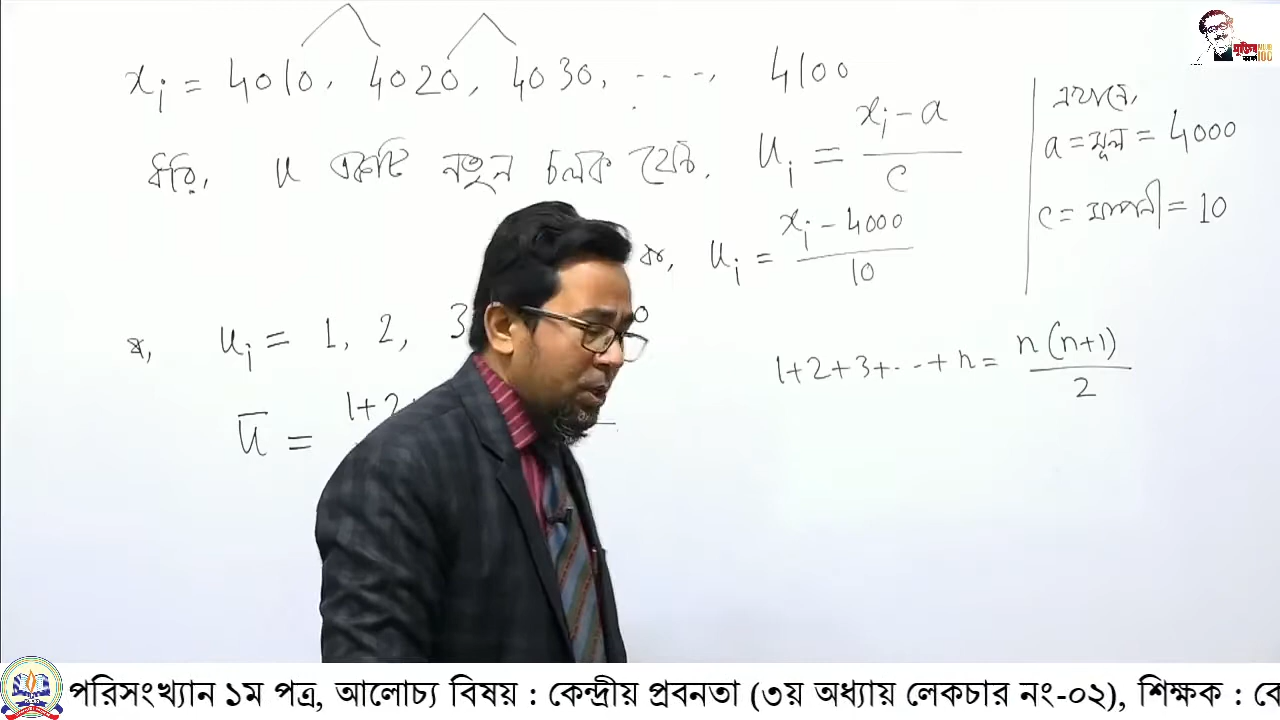 xᵢ = 4010, 4020, 4030, ...., 4100
ধরি, u একটি নতুন চলক যেন, uᵢ = (xᵢ - a) / c
বা, uᵢ = (xᵢ - 4000) / 10
এখানে,
a = মূল = 4000
c = মাপনী = 10
বা, uᵢ = 1, 2, 3
ū = 1+2
1+2+3+...+n = n(n+1) / 2
পরিসংখ্যান ১ম পত্র, আলোচ্য বিষয় : কেন্দ্রীয় প্রবনতা (৩য় অধ্যায় লেকচার নং-০২), শিক্ষক : বে